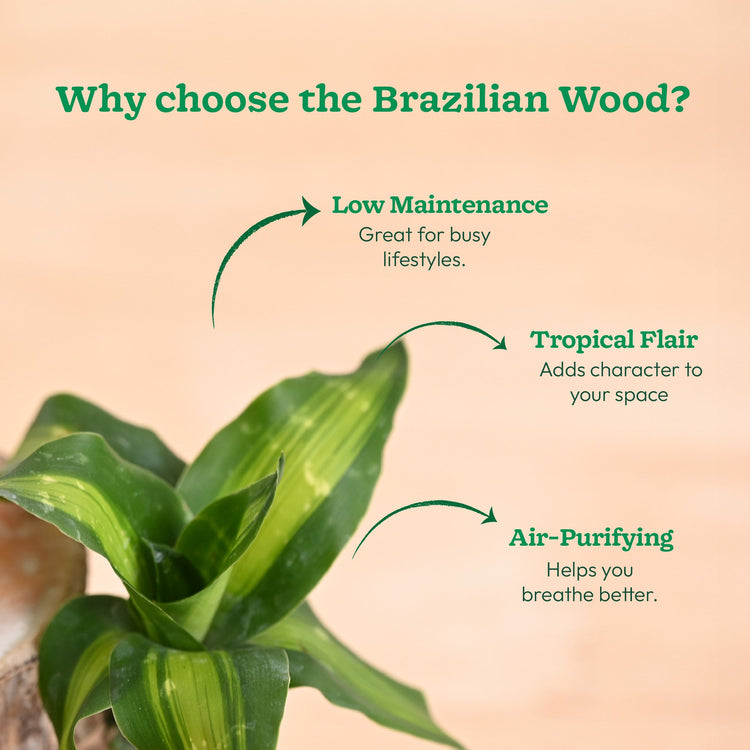 Why choose the Brazilian Wood?
Low Maintenance
Great for busy
lifestyles.
Tropical Flair
Adds character to
your space
Air-Purifying
Helps you
breathe better.